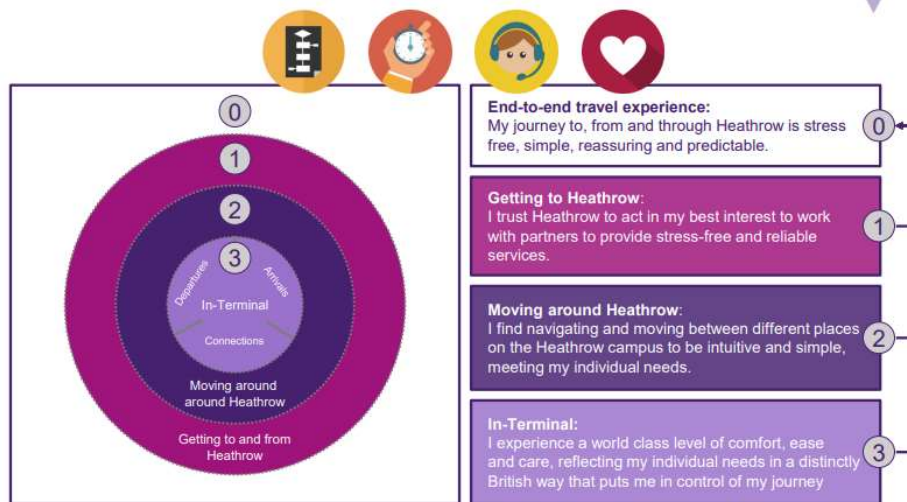 0
1
2
3
Departures
Arrivals
In-Terminal
Connections
Moving around
around Heathrow
Getting to and from
Heathrow
End-to-end travel experience:
My journey to, from and through Heathrow is stress
free, simple, reassuring and predictable.
0
Getting to Heathrow:
I trust Heathrow to act in my best interest to work
with partners to provide stress-free and reliable
services.
1
Moving around Heathrow:
I find navigating and moving between different places
on the Heathrow campus to be intuitive and simple,
meeting my individual needs.
2
In-Terminal:
I experience a world class level of comfort, ease
and care, reflecting my individual needs in a distinctly
British way that puts me in control of my journey
3